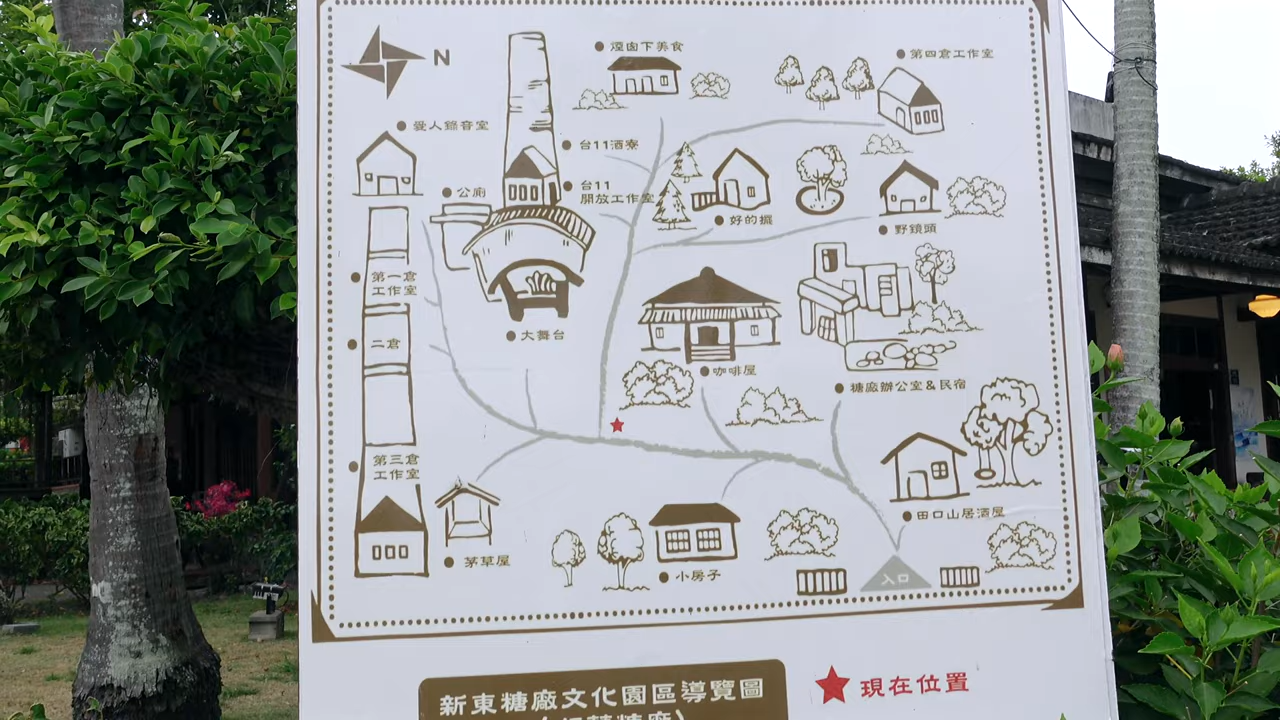 N
煙囪下美食
第四倉工作室
愛人錄音室
台11酒寮
公廁
台11
開放工作室
好的擺
野鏡頭
第一倉
工作室
大舞台
二倉
咖啡屋
糖廠辦公室&民宿
第三倉
工作室
田口山居酒屋
茅草屋
小房子
入口
新東糖廠文化園區導覽圖
現在位置